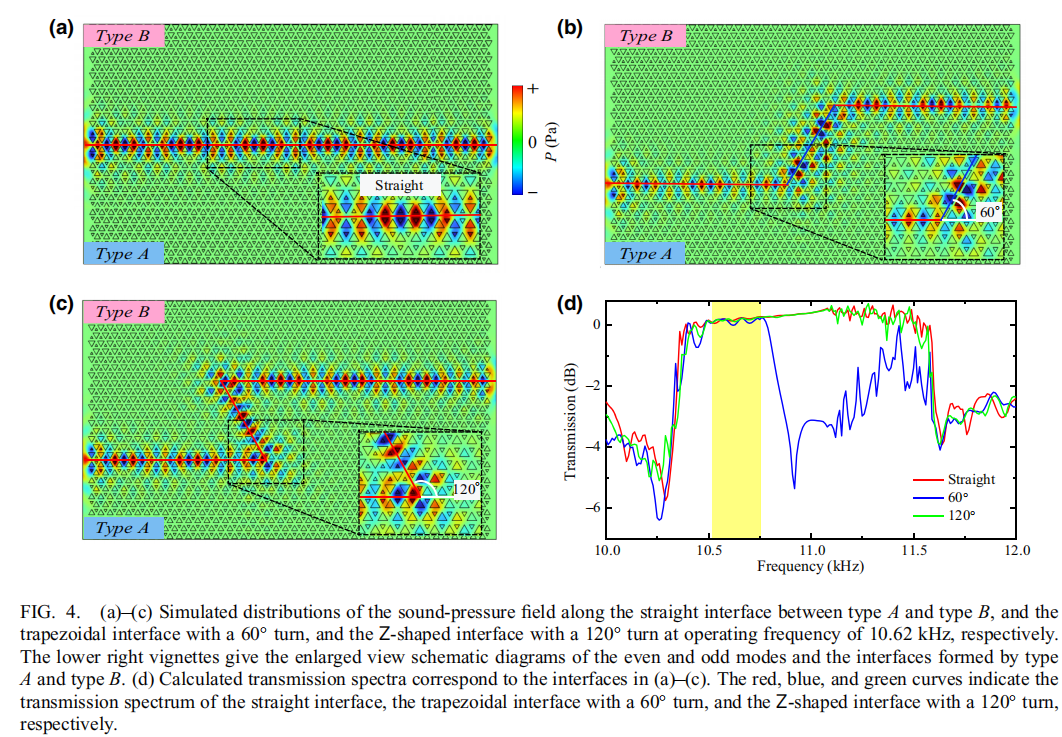 (a)
Type B
Type A
Straight
+
0
−
P (Pa)
(b)
Type B
Type A
60°
(c)
Type B
Type A
120°
(d)
Transmission (dB)
0
−2
−4
−6
Straight
60°
120°
10.0 10.5 11.0 11.5 12.0
Frequency (kHz)
FIG. 4. (a)–(c) Simulated distributions of the sound-pressure field along the straight interface between type A and type B, and the
trapezoidal interface with a 60° turn, and the Z-shaped interface with a 120° turn at operating frequency of 10.62 kHz, respectively.
The lower right vignettes give the enlarged view schematic diagrams of the even and odd modes and the interfaces formed by type
A and type B. (d) Calculated transmission spectra correspond to the interfaces in (a)–(c). The red, blue, and green curves indicate the
transmission spectrum of the straight interface, the trapezoidal interface with a 60° turn, and the Z-shaped interface with a 120° turn,
respectively.